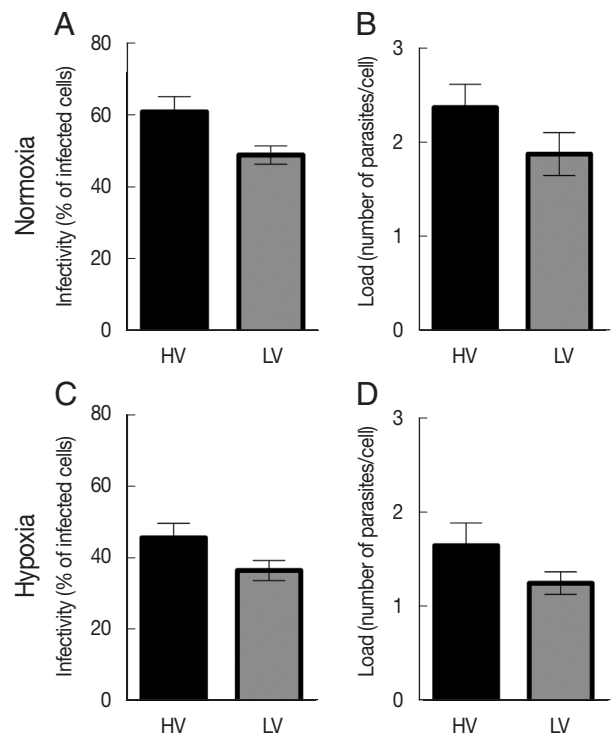 A
B
Normoxia
Infectivity (% of infected cells)
80
60
40
20
0
HV
LV
Load (number of parasites/cell)
3
2
1
0
HV
LV
C
D
Hypoxia
Infectivity (% of infected cells)
80
60
40
20
0
HV
LV
Load (number of parasites/cell)
3
2
1
0
HV
LV